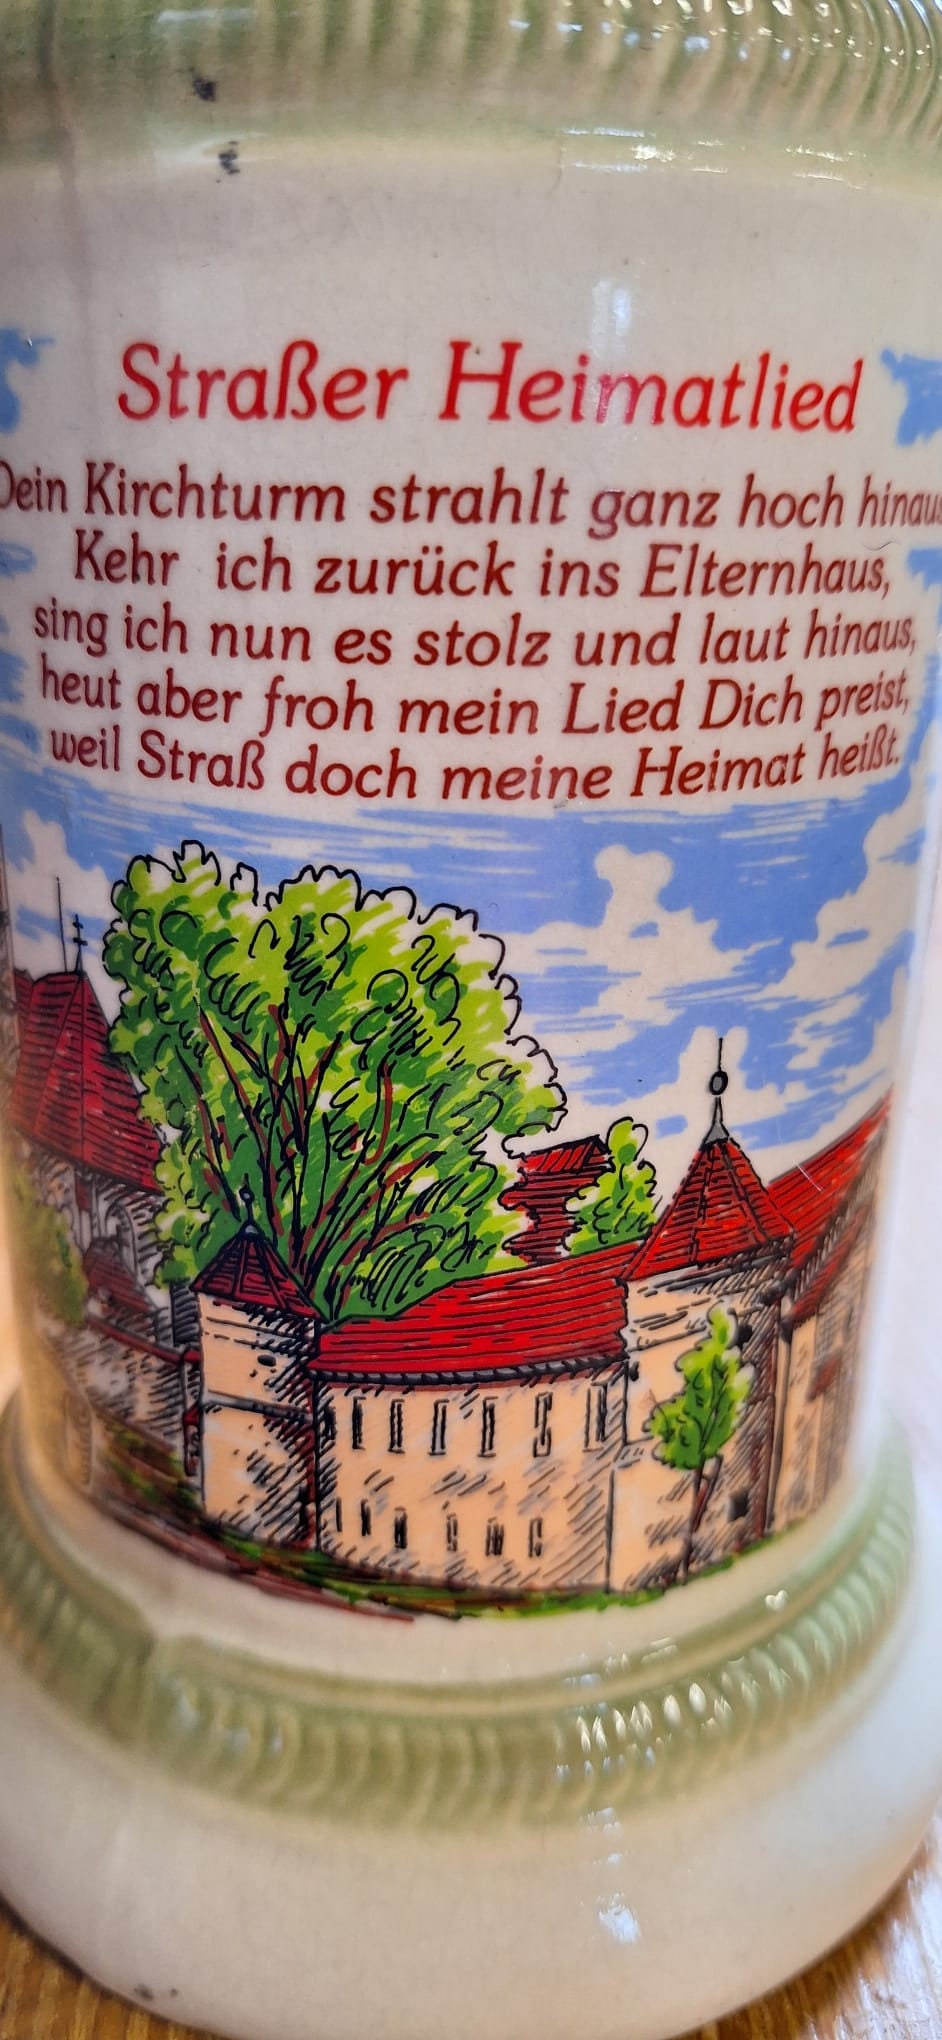 Straßer Heimatlied
Dein Kirchturm strahlt ganz hoch hinaus
Kehr ich zurück ins Elternhaus,
sing ich nun es stolz und laut hinaus,
heut aber froh mein Lied Dich preist,
weil Straß doch meine Heimat heißt.